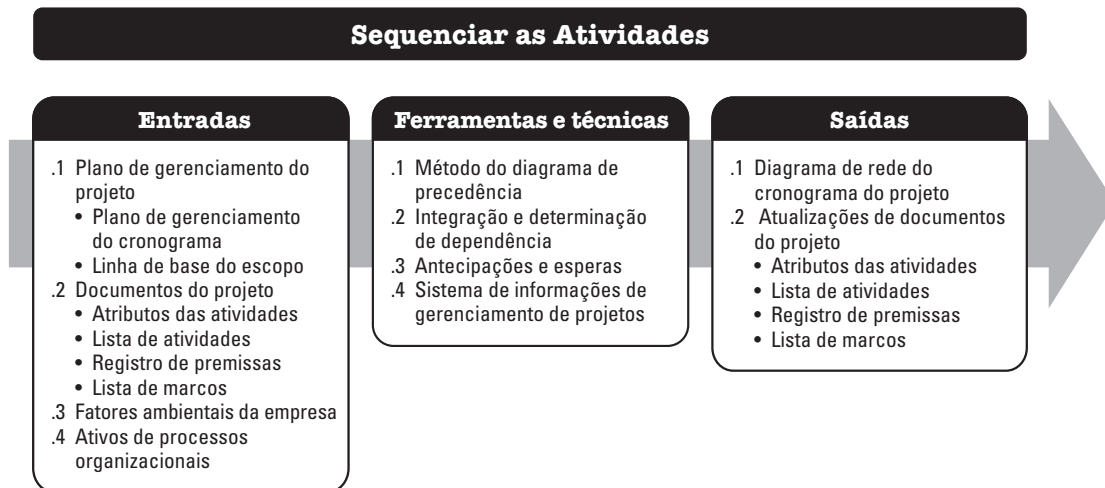 Sequenciar as Atividades
Entradas
.1 Plano de gerenciamento do
projeto
• Plano de gerenciamento
do cronograma
• Linha de base do escopo
.2 Documentos do projeto
• Atributos das atividades
• Lista de atividades
• Registro de premissas
• Lista de marcos
.3 Fatores ambientais da empresa
.4 Ativos de processos
organizacionais
Ferramentas e técnicas
.1 Método do diagrama de
precedência
.2 Integração e determinação
de dependência
.3 Antecipações e esperas
.4 Sistema de informações de
gerenciamento de projetos
Saídas
.1 Diagrama de rede do
cronograma do projeto
.2 Atualizações de documentos
do projeto
• Atributos das atividades
• Lista de atividades
• Registro de premissas
• Lista de marcos